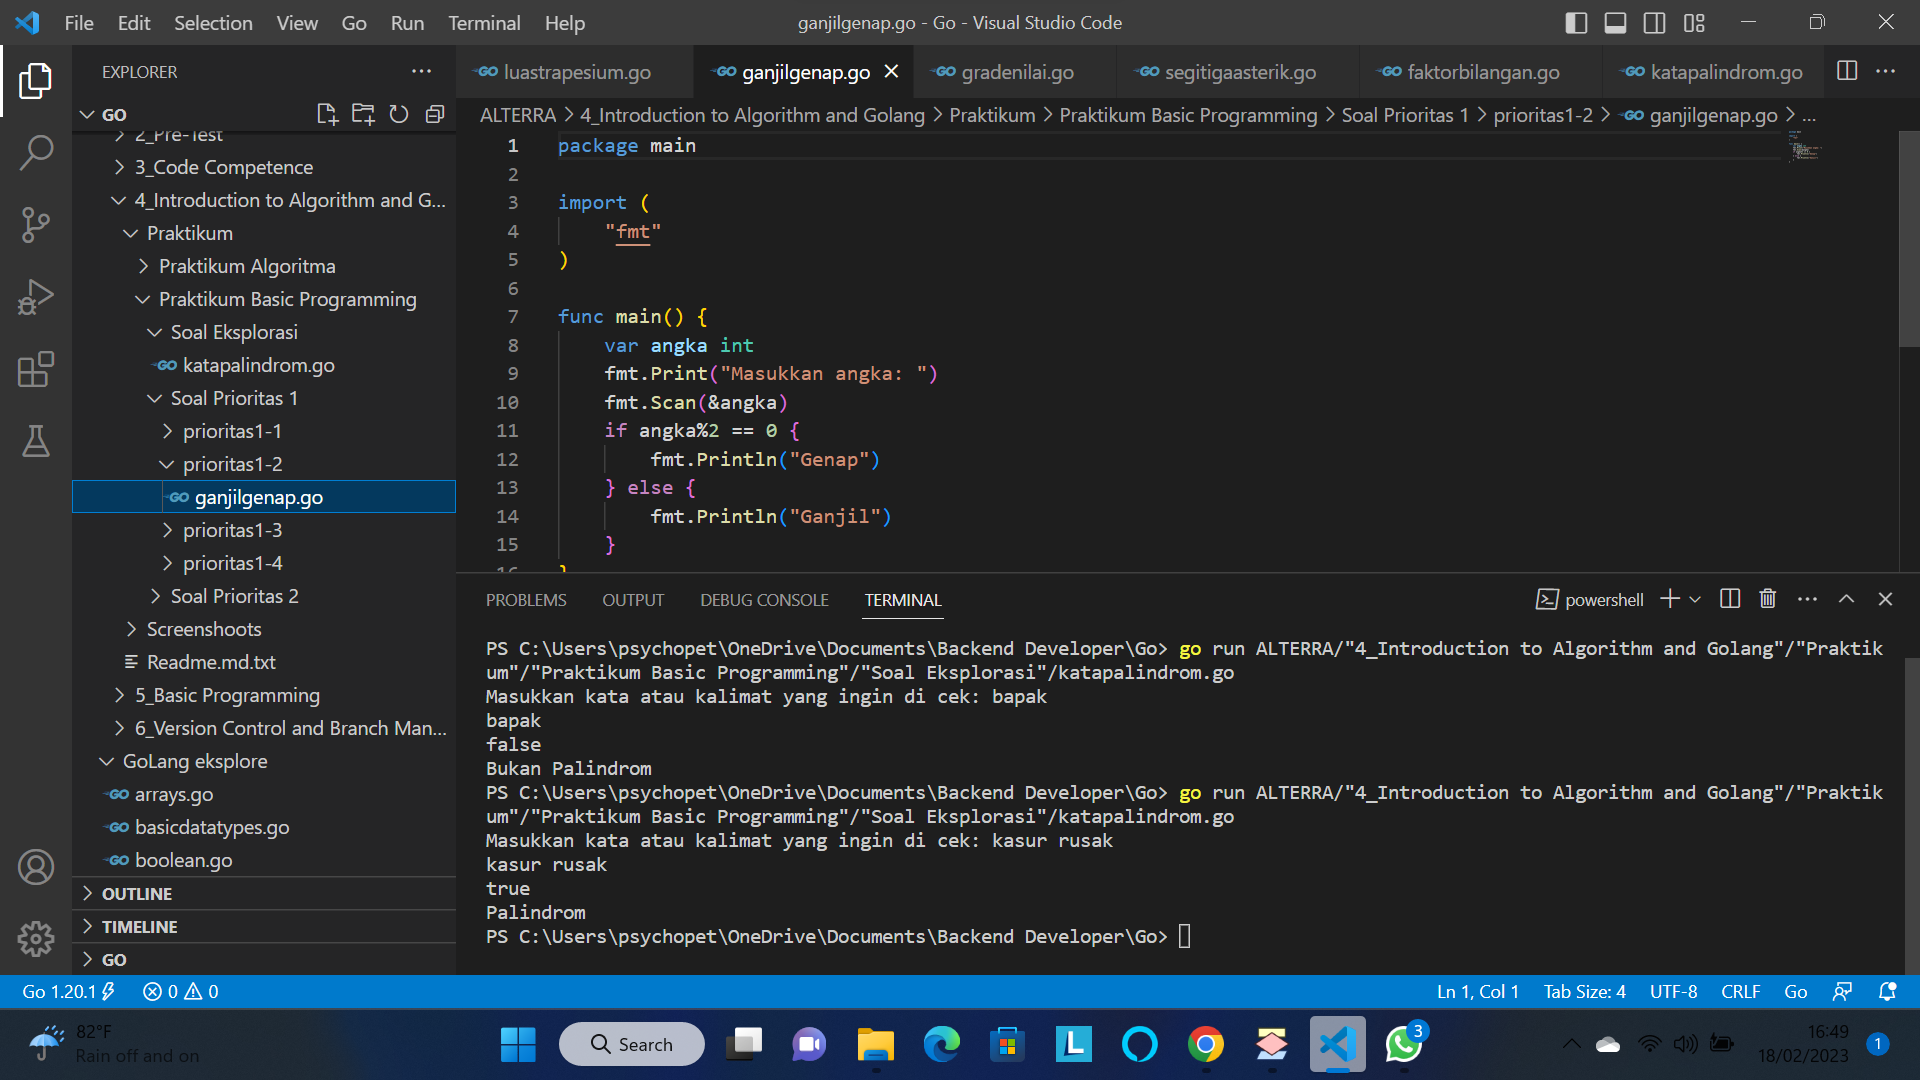 File Edit Selection View Go Run Terminal Help
ganjilgenap.go - Go - Visual Studio Code
EXPLORER
GO
2_Pre-Test
3_Code Competence
4_Introduction to Algorithm and G...
Praktikum
Praktikum Algoritma
Praktikum Basic Programming
Soal Eksplorasi
katapalindrom.go
Soal Prioritas 1
prioritas1-1
prioritas1-2
ganjilgenap.go
prioritas1-3
prioritas1-4
Soal Prioritas 2
Screenshoots
Readme.md.txt
5_Basic Programming
6_Version Control and Branch Man...
GoLang eksplore
arrays.go
basicdatatypes.go
boolean.go
OUTLINE
TIMELINE
GO
luastrapesium.go ganjilgenap.go gradenilai.go segitigaasterik.go faktorbilangan.go katapalindrom.go
ALTERRA > 4_Introduction to Algorithm and Golang > Praktikum > Praktikum Basic Programming > Soal Prioritas 1 > prioritas1-2 > ganjilgenap.go > ...
1 package main
2
3 import (
4 "fmt"
5 )
6
7 func main() {
8 var angka int
9 fmt.Print("Masukkan angka: ")
10 fmt.Scan(&angka)
11 if angka%2 == 0 {
12 fmt.Println("Genap")
13 } else {
14 fmt.Println("Ganjil")
15 }
16 }
PROBLEMS OUTPUT DEBUG CONSOLE TERMINAL
powershell
PS C:\Users\psychopet\OneDrive\Documents\Backend Developer\Go> go run ALTERRA/"4_Introduction to Algorithm and Golang"/"Praktik
um"/"Praktikum Basic Programming"/"Soal Eksplorasi"/katapalindrom.go
Masukkan kata atau kalimat yang ingin di cek: bapak
bapak
false
Bukan Palindrom
PS C:\Users\psychopet\OneDrive\Documents\Backend Developer\Go> go run ALTERRA/"4_Introduction to Algorithm and Golang"/"Praktik
um"/"Praktikum Basic Programming"/"Soal Eksplorasi"/katapalindrom.go
Masukkan kata atau kalimat yang ingin di cek: kasur rusak
kasur rusak
true
Palindrom
PS C:\Users\psychopet\OneDrive\Documents\Backend Developer\Go>
Go 1.20.1 0 0
Ln 1, Col 1 Tab Size: 4 UTF-8 CRLF Go
82°F
Rain off and on
Search
L
3
16:49
18/02/2023
1